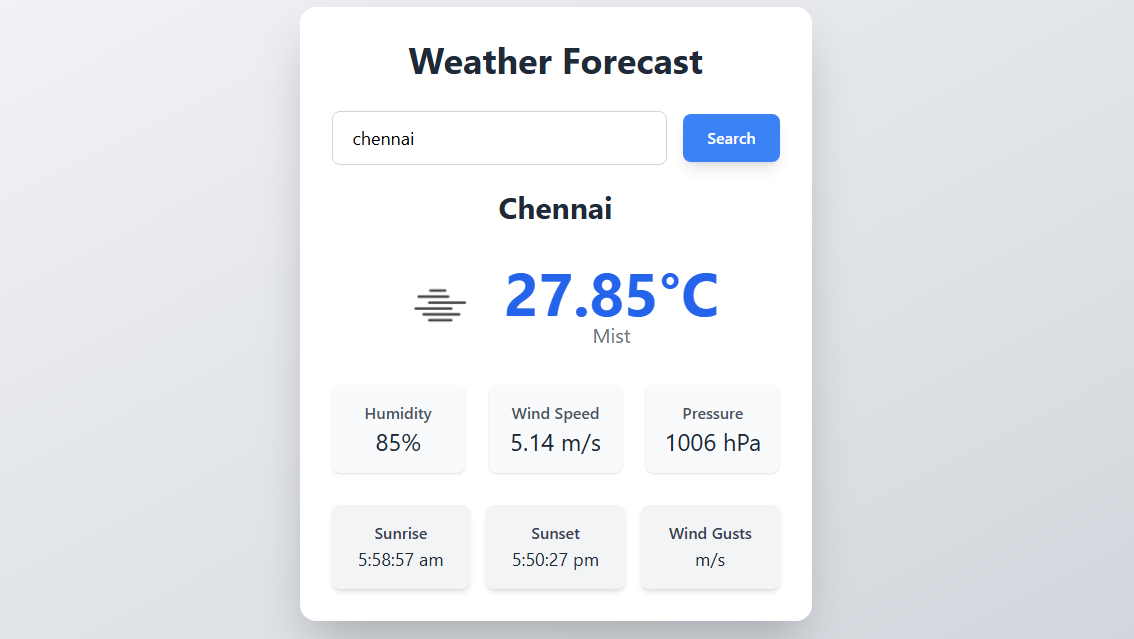 Weather Forecast
chennai
Search
Chennai
27.85°C
Mist
Humidity
85%
Wind Speed
5.14 m/s
Pressure
1006 hPa
Sunrise
5:58:57 am
Sunset
5:50:27 pm
Wind Gusts
m/s